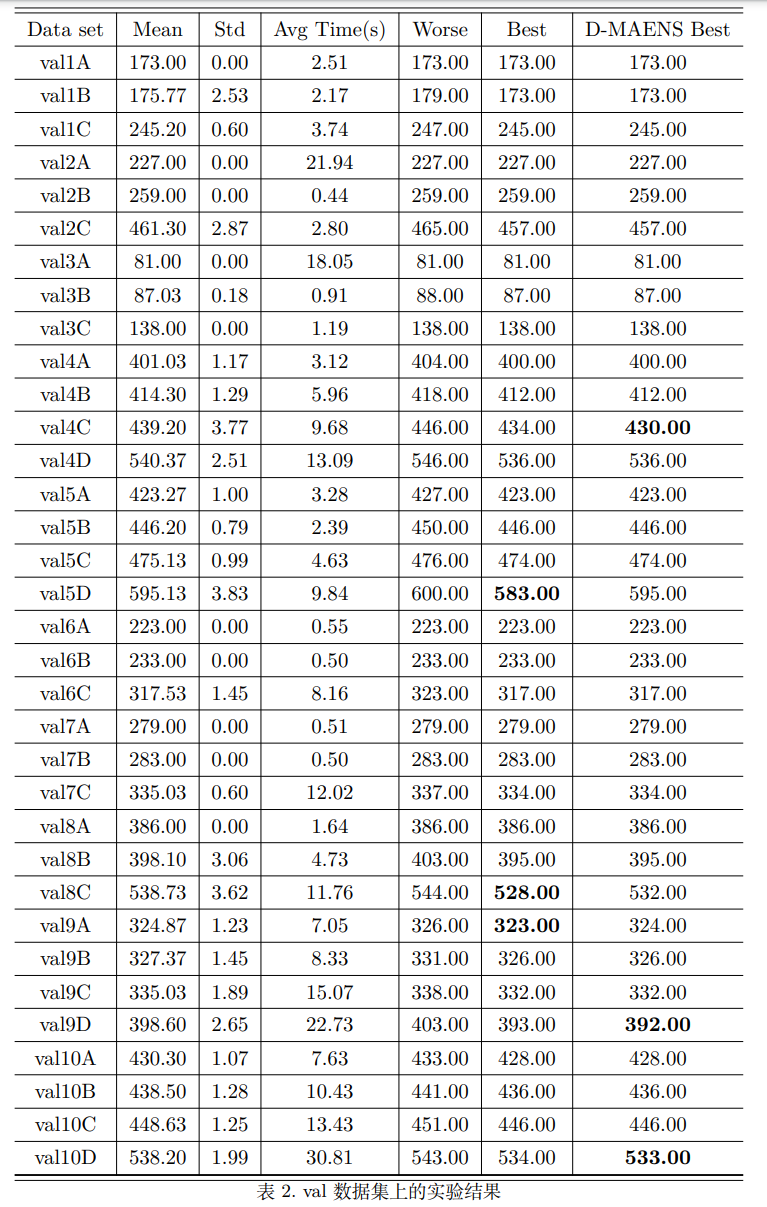 Data set Mean Std Avg Time(s) Worse Best D-MAENS Best
val1A 173.00 0.00 2.51 173.00 173.00 173.00
val1B 175.77 2.53 2.17 179.00 173.00 173.00
val1C 245.20 0.60 3.74 247.00 245.00 245.00
val2A 227.00 0.00 21.94 227.00 227.00 227.00
val2B 259.00 0.00 0.44 259.00 259.00 259.00
val2C 461.30 2.87 2.80 465.00 457.00 457.00
val3A 81.00 0.00 18.05 81.00 81.00 81.00
val3B 87.03 0.18 0.91 88.00 87.00 87.00
val3C 138.00 0.00 1.19 138.00 138.00 138.00
val4A 401.03 1.17 3.12 404.00 400.00 400.00
val4B 414.30 1.29 5.96 418.00 412.00 412.00
val4C 439.20 3.77 9.68 446.00 434.00 430.00
val4D 540.37 2.51 13.09 546.00 536.00 536.00
val5A 423.27 1.00 3.28 427.00 423.00 423.00
val5B 446.20 0.79 2.39 450.00 446.00 446.00
val5C 475.13 0.99 4.63 476.00 474.00 474.00
val5D 595.13 3.83 9.84 600.00 583.00 595.00
val6A 223.00 0.00 0.55 223.00 223.00 223.00
val6B 233.00 0.00 0.50 233.00 233.00 233.00
val6C 317.53 1.45 8.16 323.00 317.00 317.00
val7A 279.00 0.00 0.51 279.00 279.00 279.00
val7B 283.00 0.00 0.50 283.00 283.00 283.00
val7C 335.03 0.60 12.02 337.00 334.00 334.00
val8A 386.00 0.00 1.64 386.00 386.00 386.00
val8B 398.10 3.06 4.73 403.00 395.00 395.00
val8C 538.73 3.62 11.76 544.00 528.00 532.00
val9A 324.87 1.23 7.05 326.00 323.00 324.00
val9B 327.37 1.45 8.33 331.00 326.00 326.00
val9C 335.03 1.89 15.07 338.00 332.00 332.00
val9D 398.60 2.65 22.73 403.00 393.00 392.00
val10A 430.30 1.07 7.63 433.00 428.00 428.00
val10B 438.50 1.28 10.43 441.00 436.00 436.00
val10C 448.63 1.25 13.43 451.00 446.00 446.00
val10D 538.20 1.99 30.81 543.00 534.00 533.00
表 2. val 数据集上的实验结果